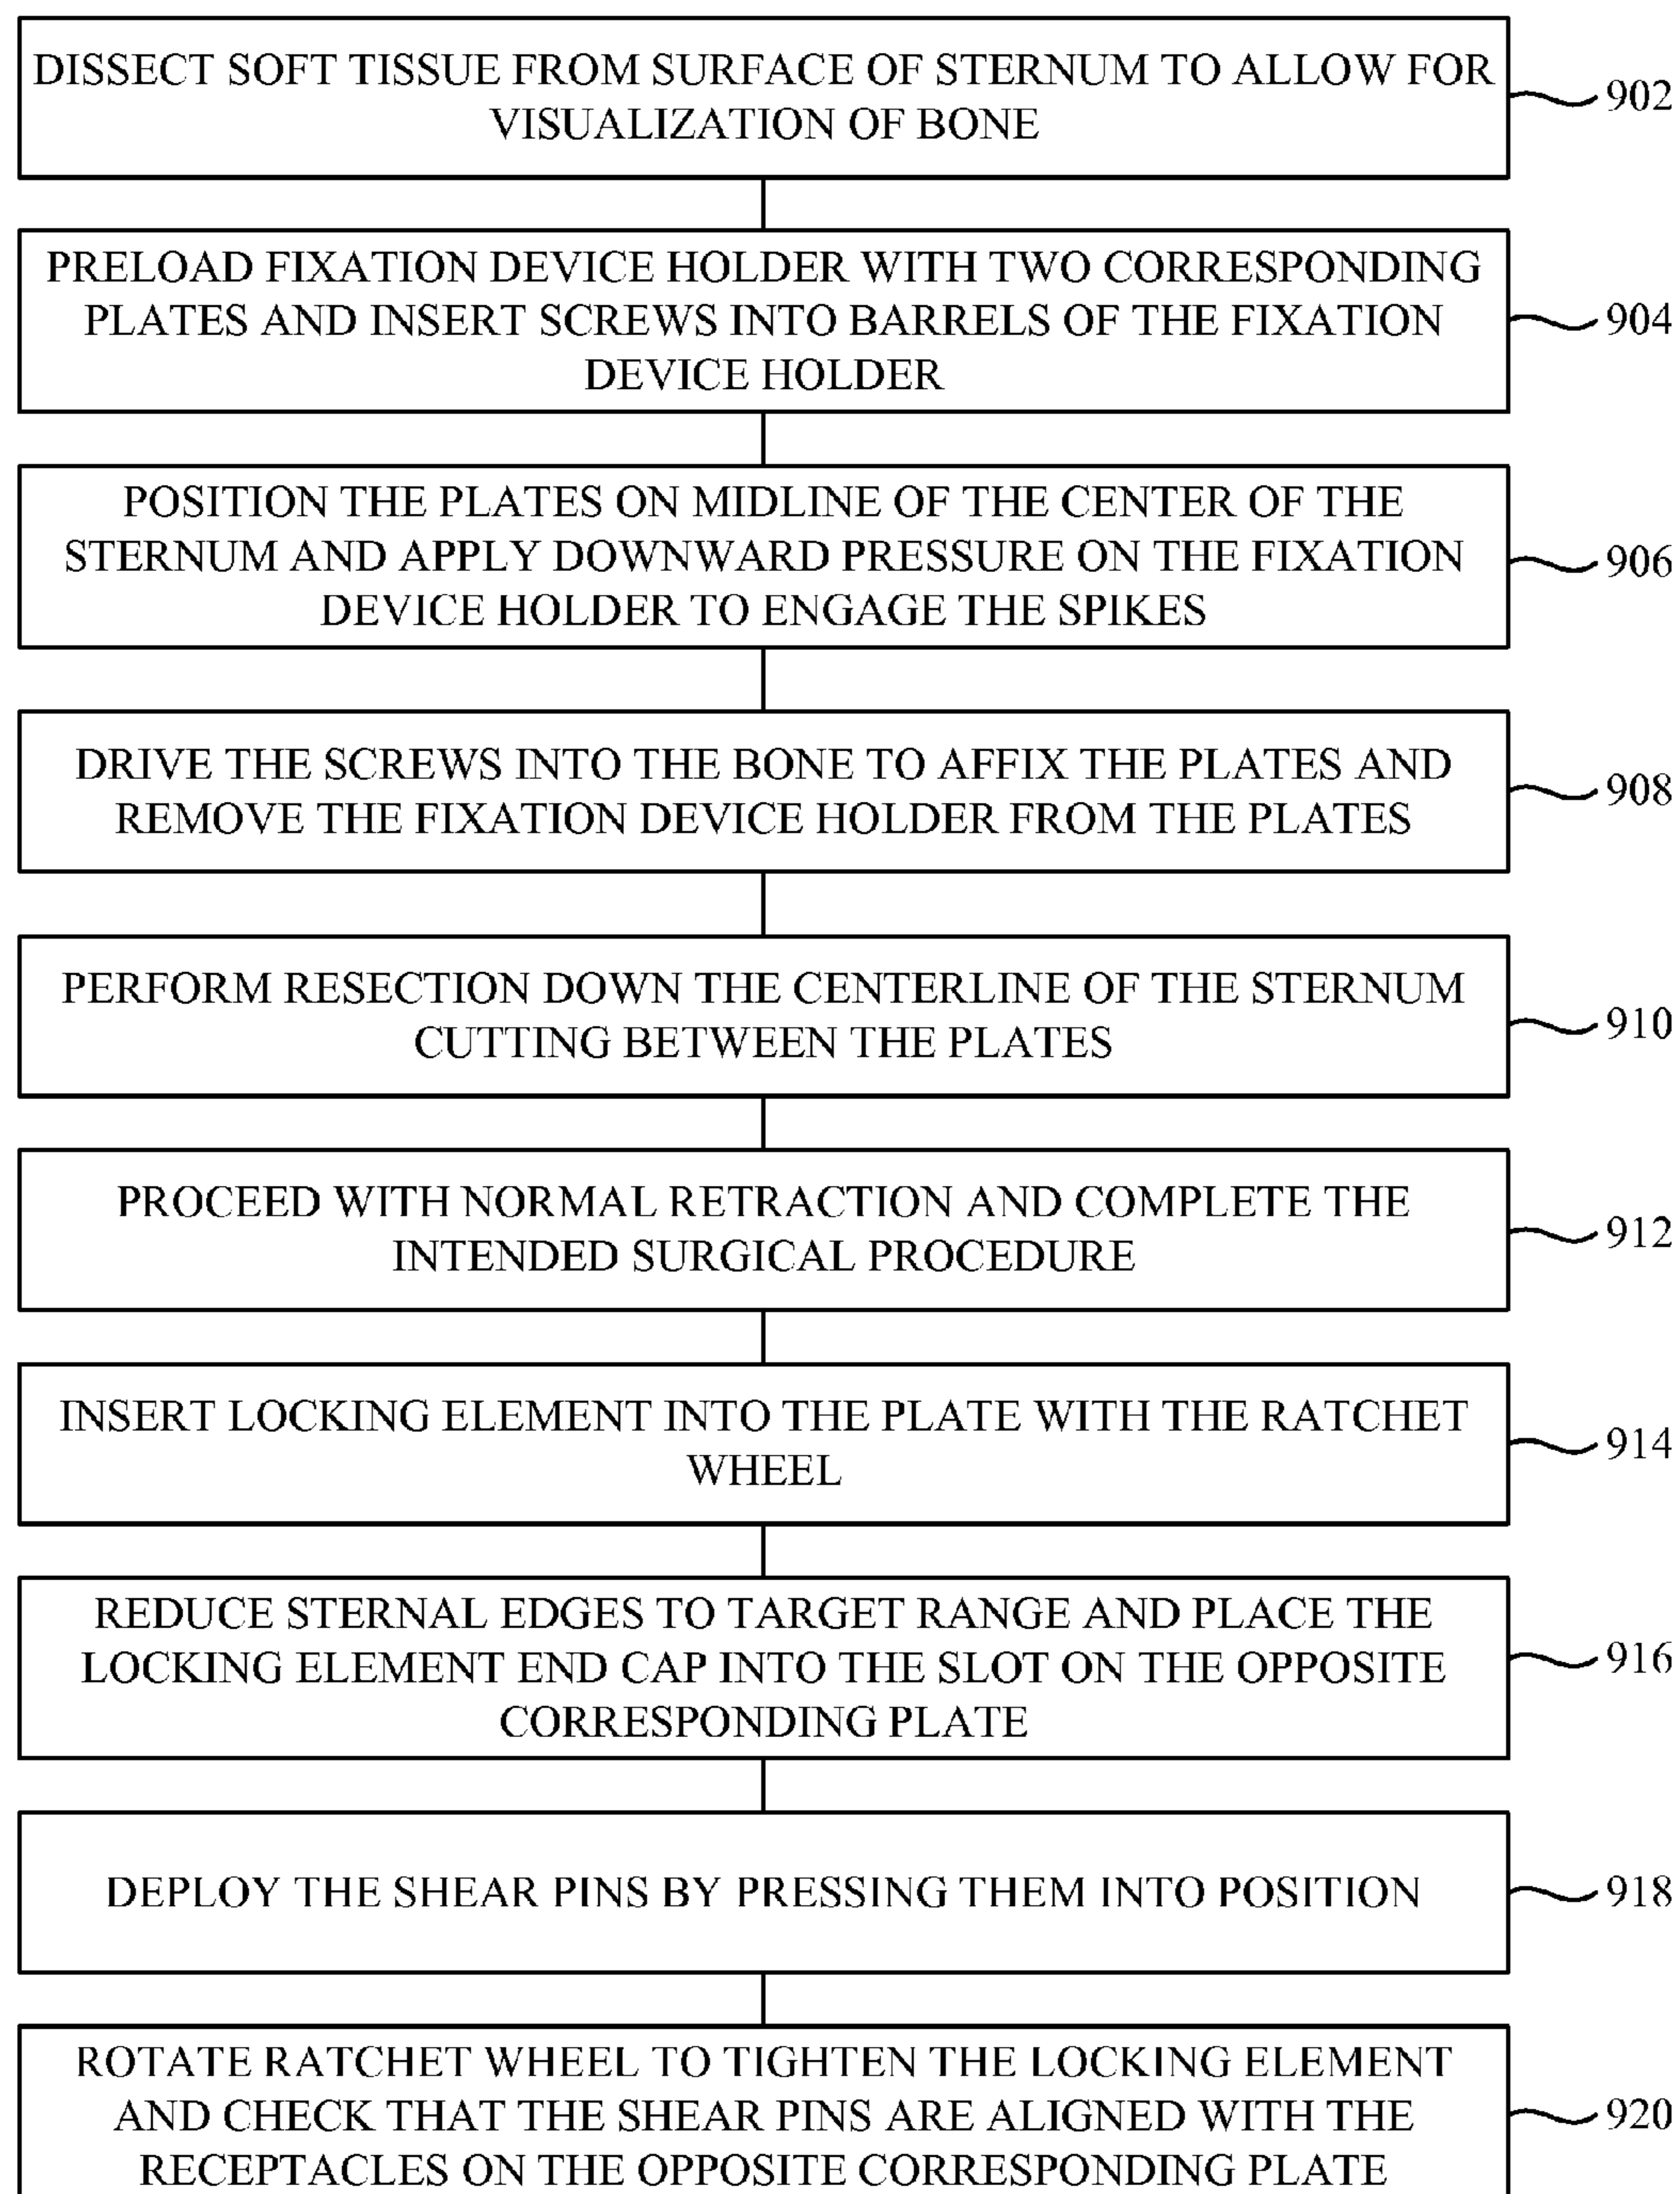 DISSECT SOFT TISSUE FROM SURFACE OF STERNUM TO ALLOW FOR
VISUALIZATION OF BONE
902
PRELOAD FIXATION DEVICE HOLDER WITH TWO CORRESPONDING
PLATES AND INSERT SCREWS INTO BARRELS OF THE FIXATION
DEVICE HOLDER
904
POSITION THE PLATES ON MIDLINE OF THE CENTER OF THE
STERNUM AND APPLY DOWNWARD PRESSURE ON THE FIXATION
DEVICE HOLDER TO ENGAGE THE SPIKES
906
DRIVE THE SCREWS INTO THE BONE TO AFFIX THE PLATES AND
REMOVE THE FIXATION DEVICE HOLDER FROM THE PLATES
908
PERFORM RESECTION DOWN THE CENTERLINE OF THE STERNUM
CUTTING BETWEEN THE PLATES
910
PROCEED WITH NORMAL RETRACTION AND COMPLETE THE
INTENDED SURGICAL PROCEDURE
912
INSERT LOCKING ELEMENT INTO THE PLATE WITH THE RATCHET
WHEEL
914
REDUCE STERNAL EDGES TO TARGET RANGE AND PLACE THE
LOCKING ELEMENT END CAP INTO THE SLOT ON THE OPPOSITE
CORRESPONDING PLATE
916
DEPLOY THE SHEAR PINS BY PRESSING THEM INTO POSITION
918
ROTATE RATCHET WHEEL TO TIGHTEN THE LOCKING ELEMENT
AND CHECK THAT THE SHEAR PINS ARE ALIGNED WITH THE
RECEPTACLES ON THE OPPOSITE CORRESPONDING PLATE
920